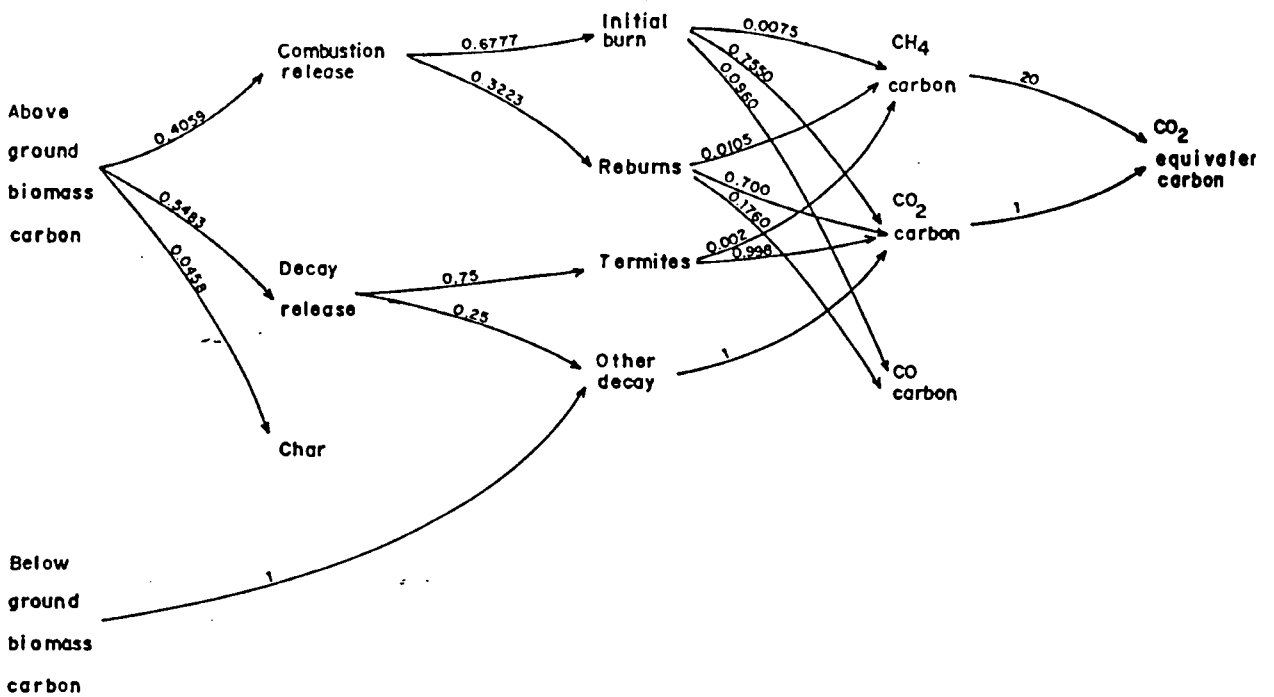 Initial
burn
0.0075
CH4
carbon
Combustion
release
0.6777
0.7550
0.0960
20
0.3223
Above
ground
biomass
carbon
0.4059
CO2
equivater
carbon
0.0105
Reburns
0.700
0.1760
CO2
carbon
1
0.5483
0.0458
0.002
0.998
Termites
Decay
release
0.75
0.25
1
Other
decay
CO
carbon
Char
Below
ground
biomass
carbon
1